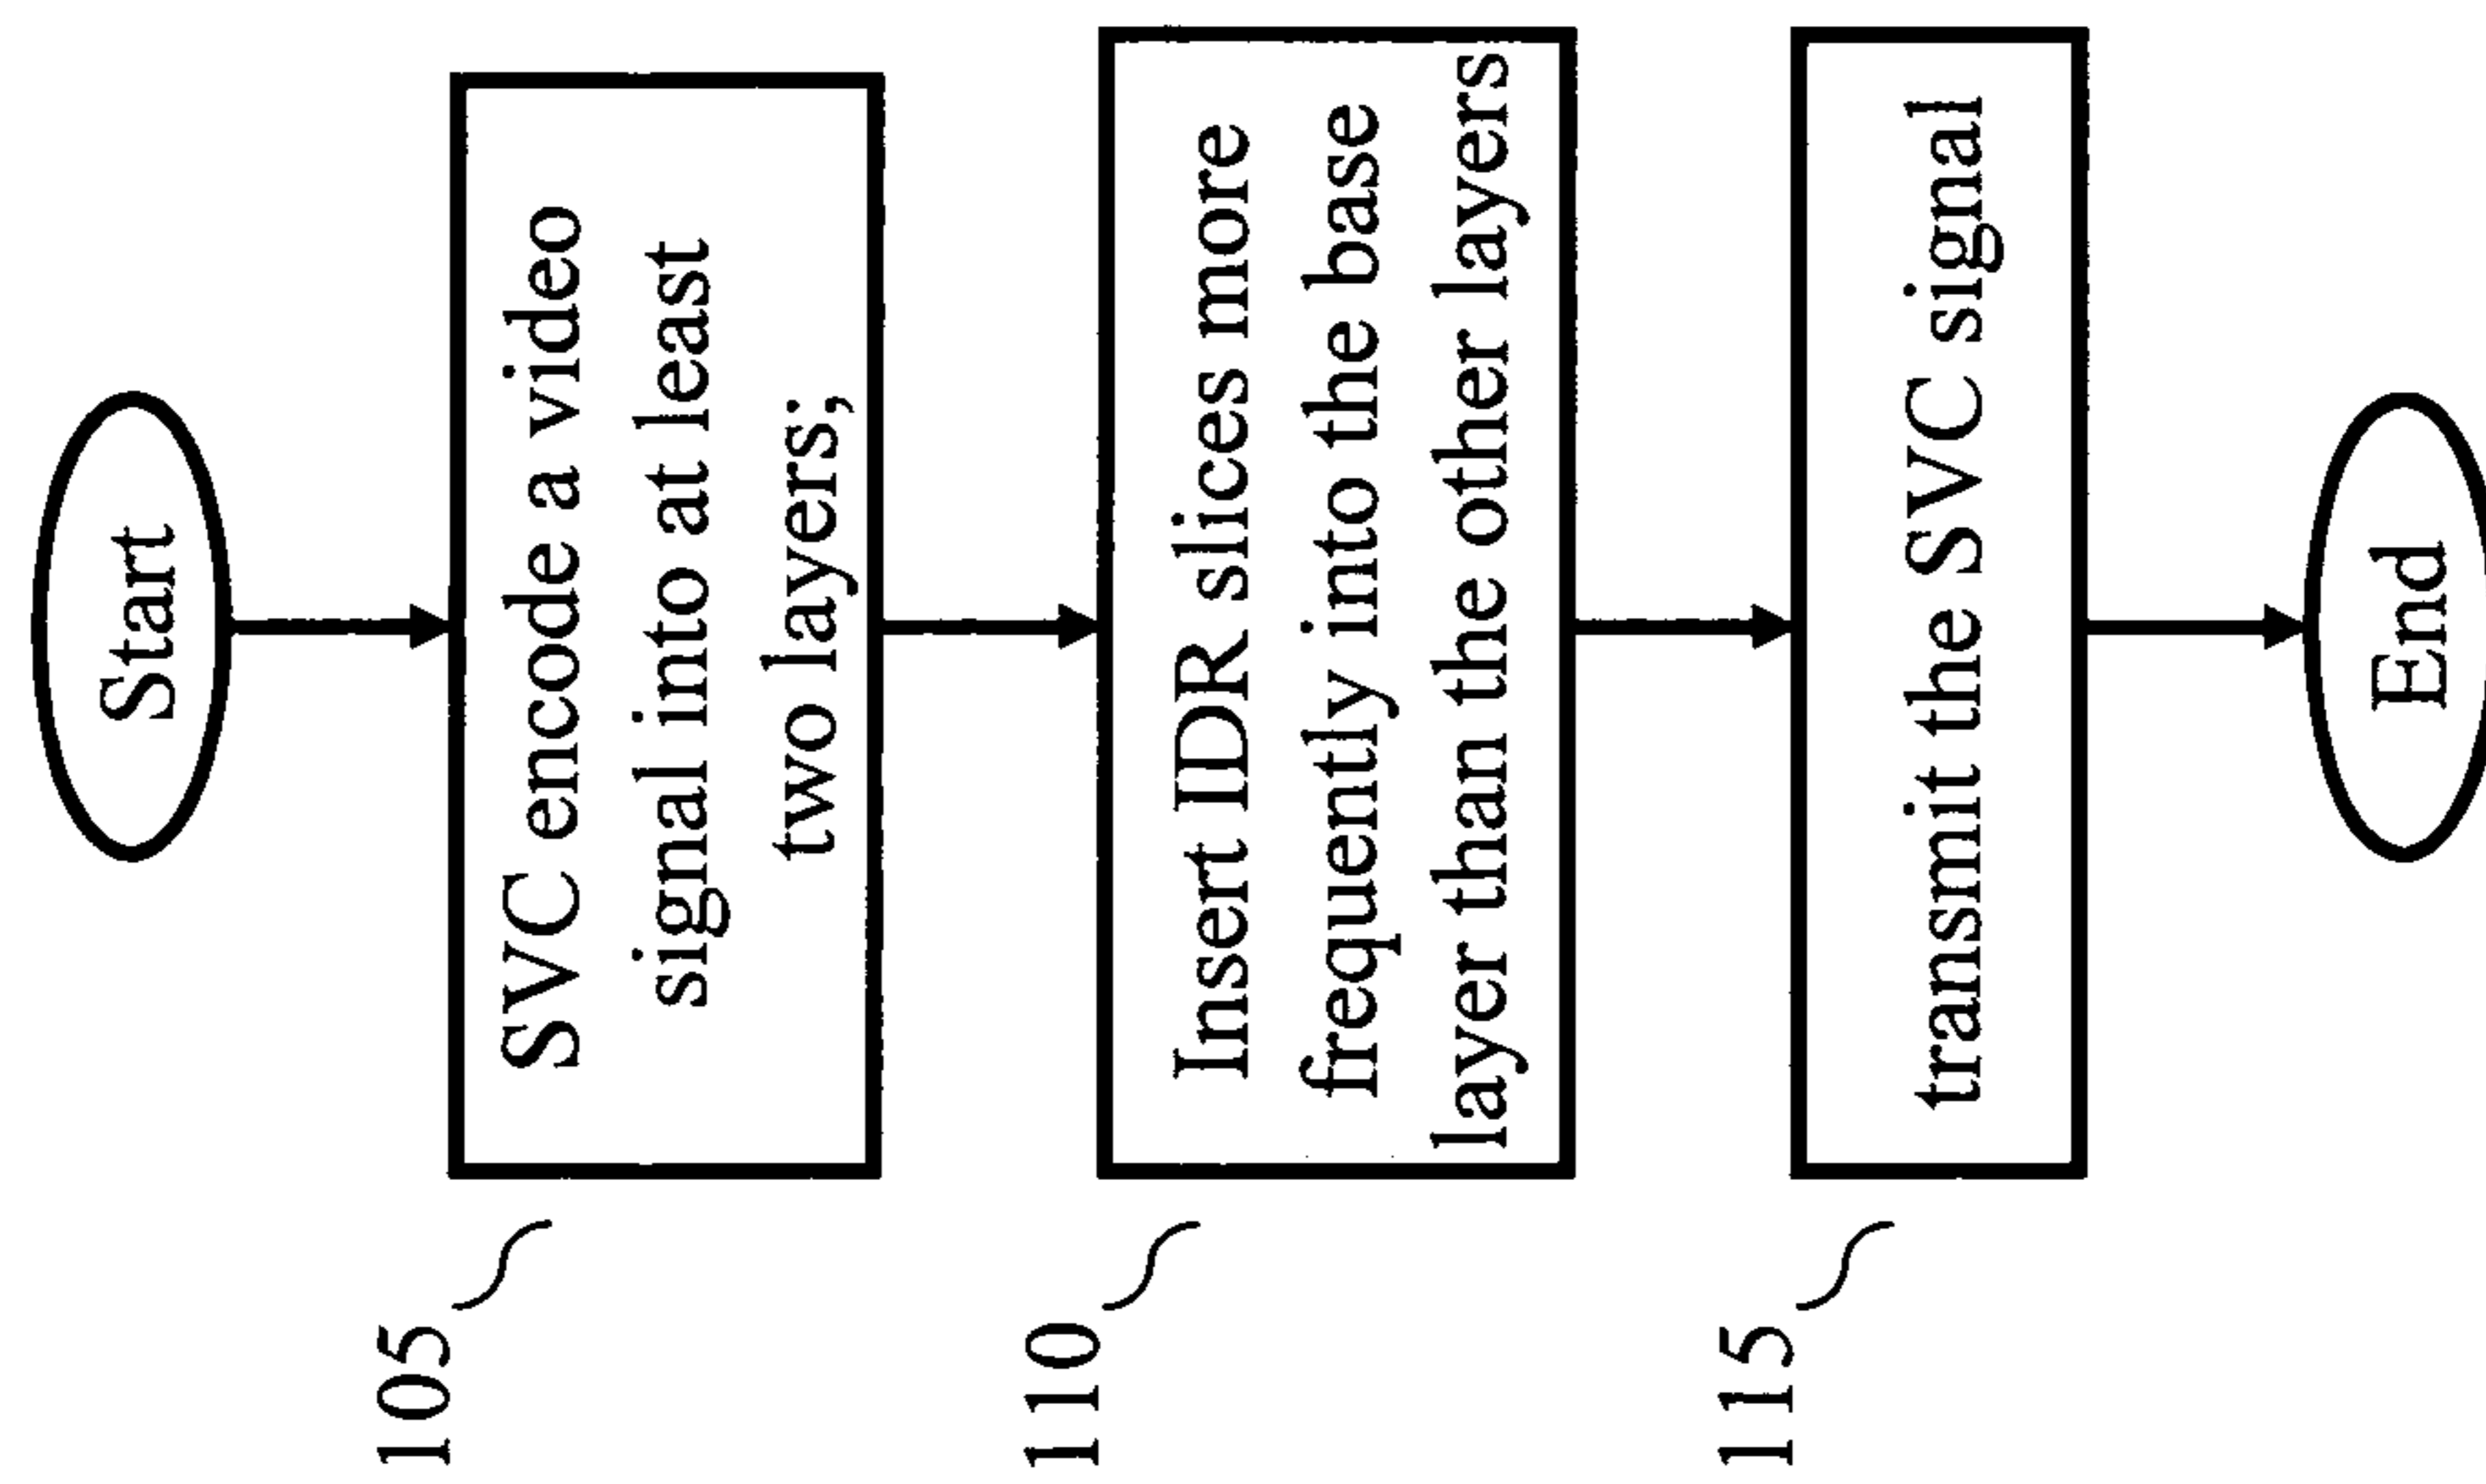 Start
105
SVC encode a video
signal into at least
two layers;
110
Insert IDR slices more
frequently into the base
layer than the other layers
115
transmit the SVC signal
End